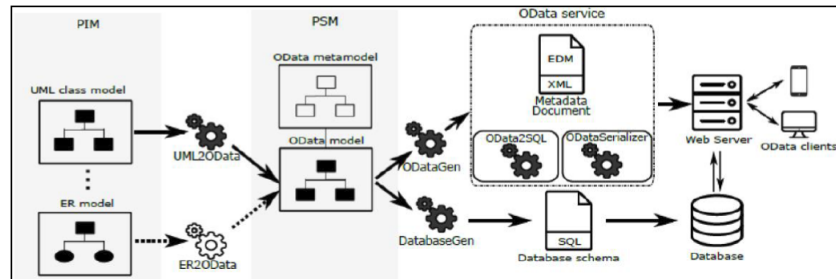 PIM
PSM
OData service
OData metamodel
EDM
XML
Metadata
Document
UML class model
UML2OData
OData model
ODataGen
OData2SQL
ODataSerializer
Web Server
OData clients
ER model
ER2OData
DatabaseGen
SQL
Database schema
Database